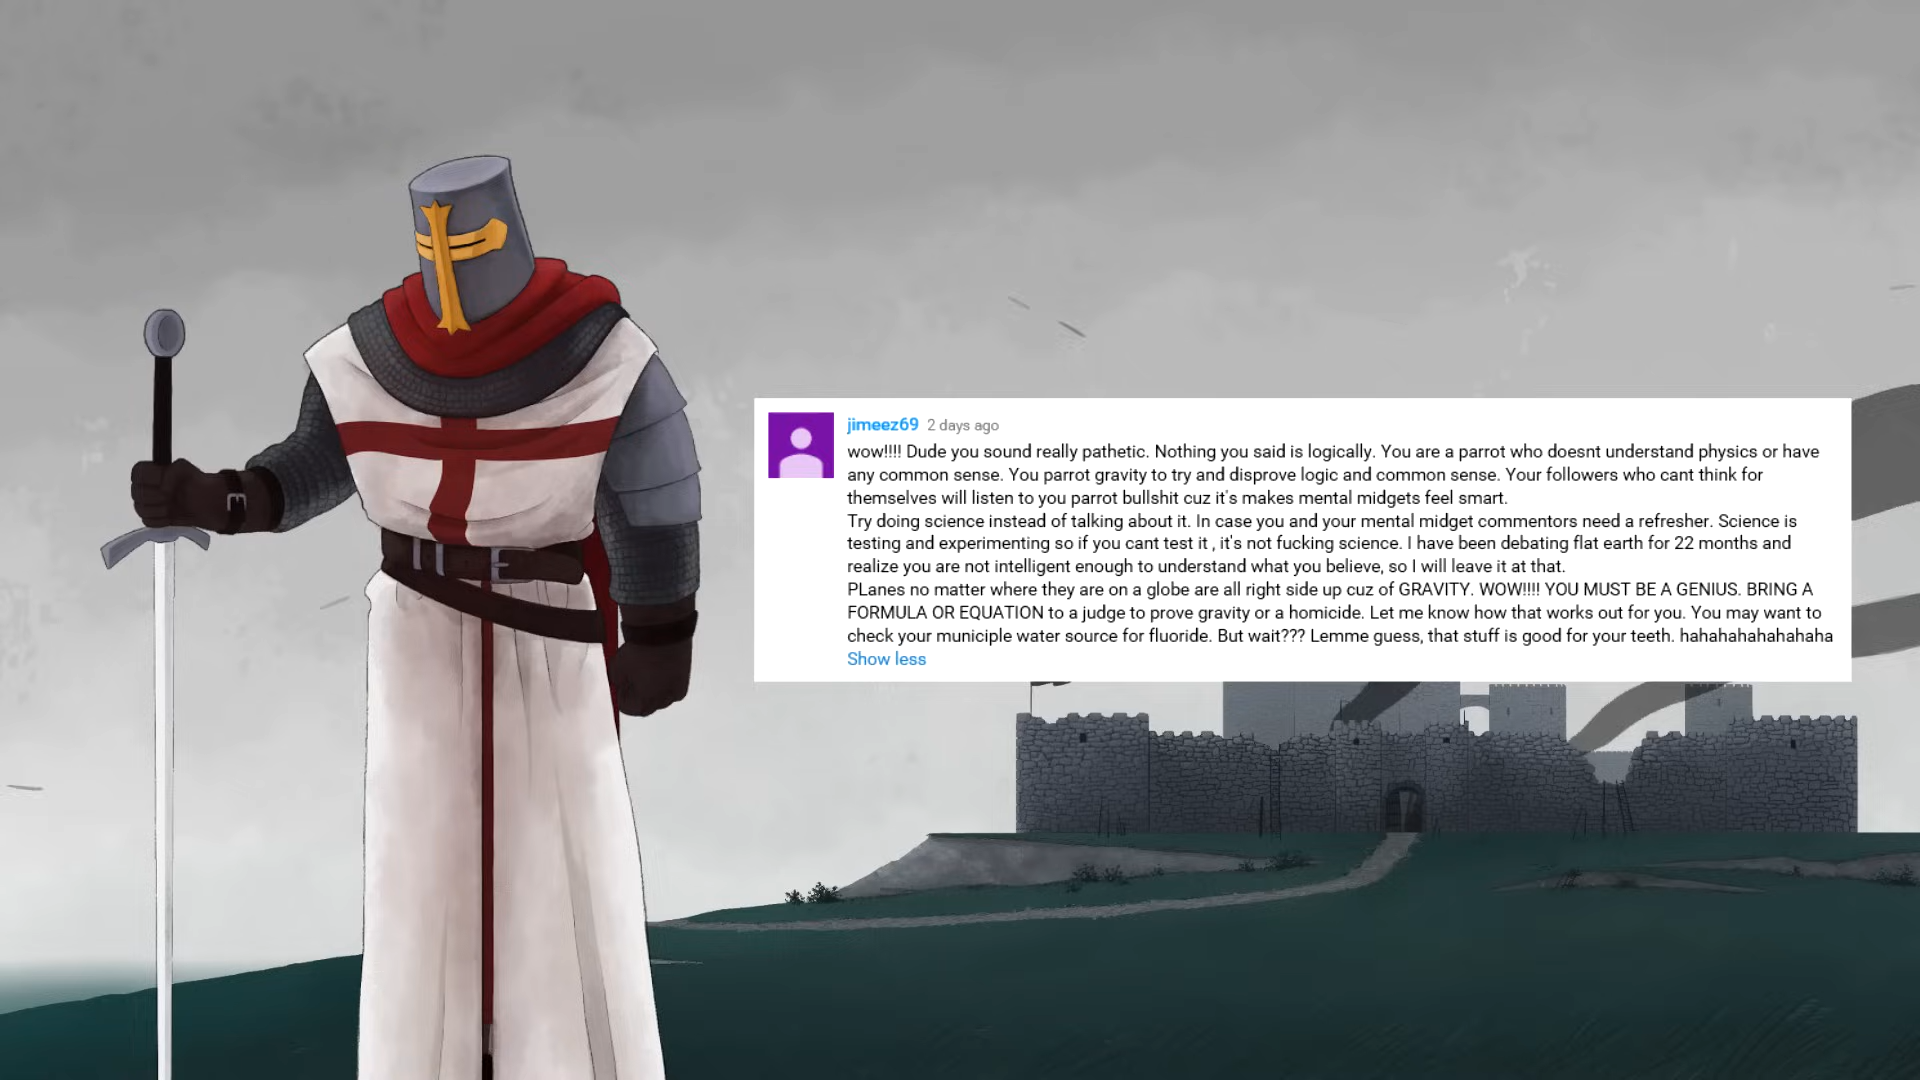 jimeez69 2 days ago
wow!!!! Dude you sound really pathetic. Nothing you said is logically. You are a parrot who doesnt understand physics or have
any common sense. You parrot gravity to try and disprove logic and common sense. Your followers who cant think for
themselves will listen to you parrot bullshit cuz it's makes mental midgets feel smart.
Try doing science instead of talking about it. In case you and your mental midget commentors need a refresher. Science is
testing and experimenting so if you cant test it , it's not fucking science. I have been debating flat earth for 22 months and
realize you are not intelligent enough to understand what you believe, so I will leave it at that.
PLanes no matter where they are on a globe are all right side up cuz of GRAVITY. WOW!!!! YOU MUST BE A GENIUS. BRING A
FORMULA OR EQUATION to a judge to prove gravity or a homicide. Let me know how that works out for you. You may want to
check your municiple water source for fluoride. But wait??? Lemme guess, that stuff is good for your teeth. hahahahahahahaha
Show less